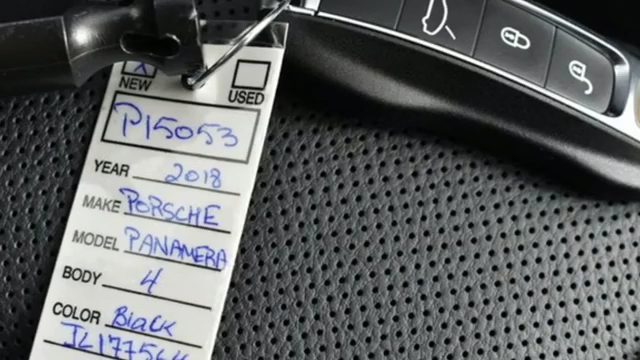 X
NEW USED
P15053
YEAR 2018
MAKE PORSCHE
MODEL PANAMERA
BODY 4
COLOR Black